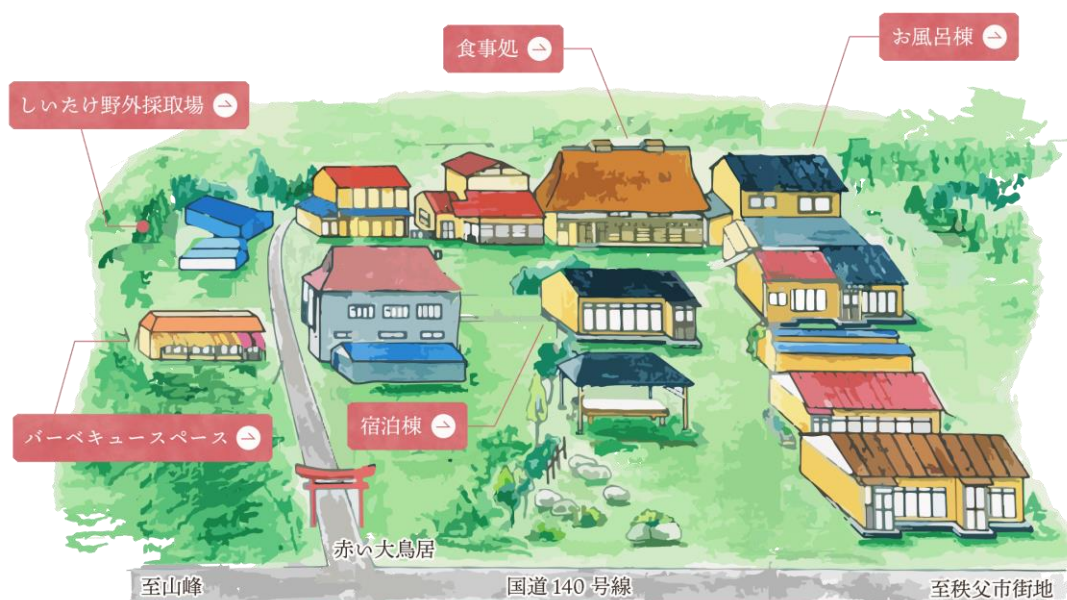 お風呂棟
食事処
しいたけ野外採取場
宿泊棟
バーベキュースペース
赤い大鳥居
至山峰
国道 140 号線
至秩父市街地